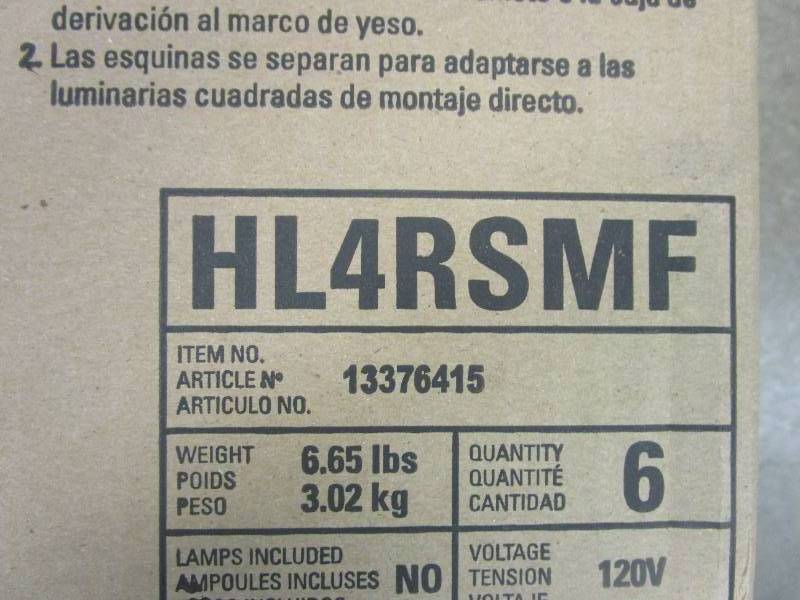 derivación al marco de yeso.
2. Las esquinas se separan para adaptarse a las
luminarias cuadradas de montaje directo.
HL4RSMF
ITEM NO.
ARTICLE Nº 13376415
ARTICULO NO.
WEIGHT
POIDS
PESO
6.65 lbs
3.02 kg
QUANTITY
QUANTITÉ
CANTIDAD
6
LAMPS INCLUDED
AMPOULES INCLUSES NO
VOLTAGE
TENSION 120V
VOLTAJE